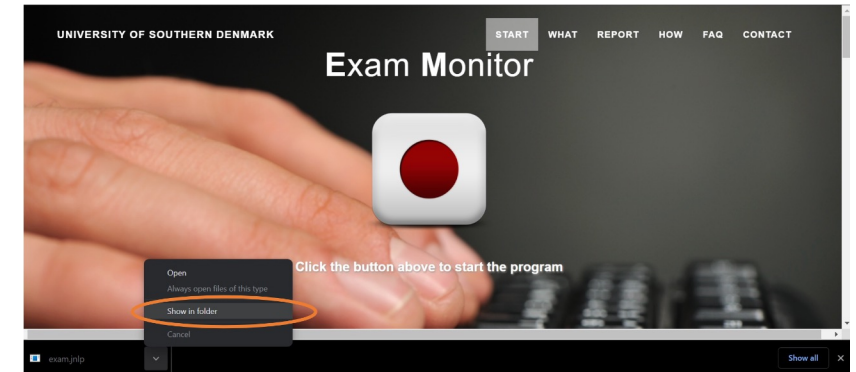 UNIVERSITY OF SOUTHERN DENMARK
START WHAT REPORT HOW FAQ CONTACT
Exam Monitor
Click the button above to start the program
Open
Always open files of this type
Show in folder
Cancel
exam.jnlp
Show all